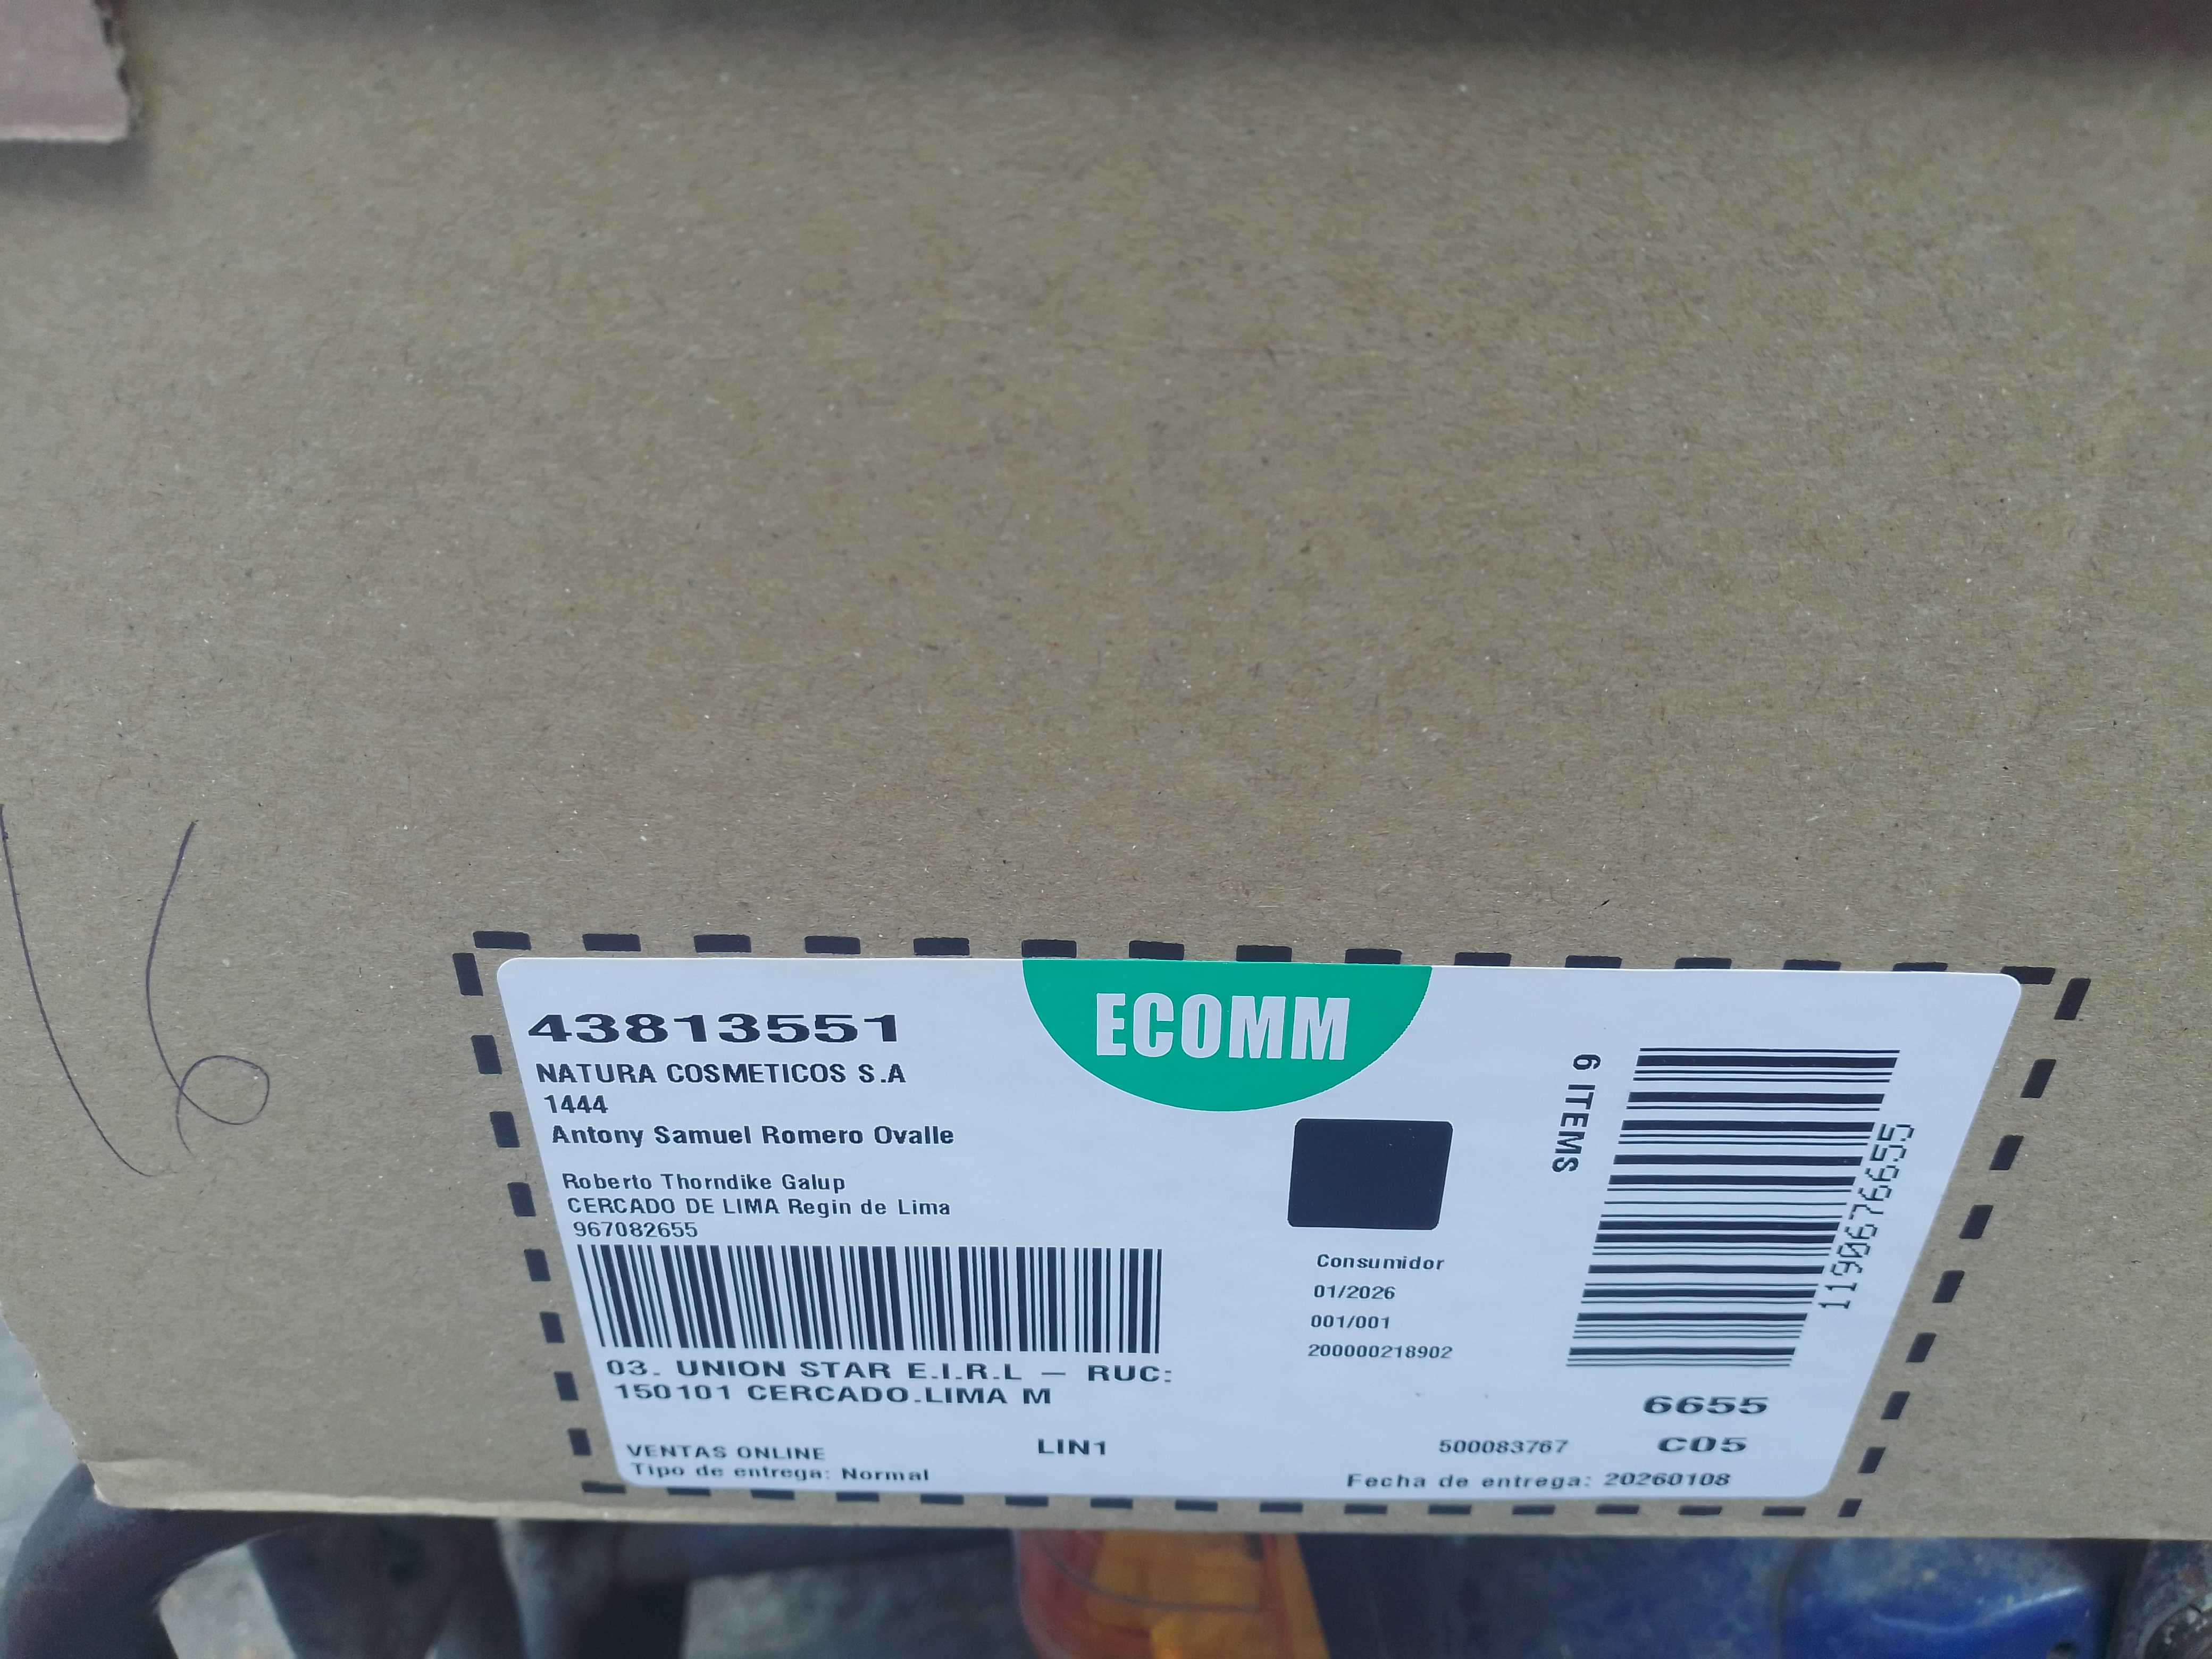 16
ECOMM
43813551
NATURA COSMETICOS S.A
1444
Antony Samuel Romero Ovalle
Roberto Thorndike Galup
CERCADO DE LIMA Regin de Lima
967082655
03. UNION STAR E.I.R.L – RUC:
150101 CERCADO.LIMA M
VENTAS ONLINE
Tipo de entrega: Normal
LIN1
Consumidor
01/2026
001/001
200000218902
6 ITEMS
1190676655
6655
500083767 C05
Fecha de entrega: 20260108